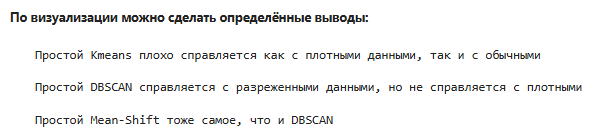 По визуализации можно сделать определённые выводы:
Простой Kmeans плохо справляется как с плотными данными, так и с обычными
Простой DBSCAN справляется с разреженными данными, но не справляется с плотными
Простой Mean-Shift тоже самое, что и DBSCAN